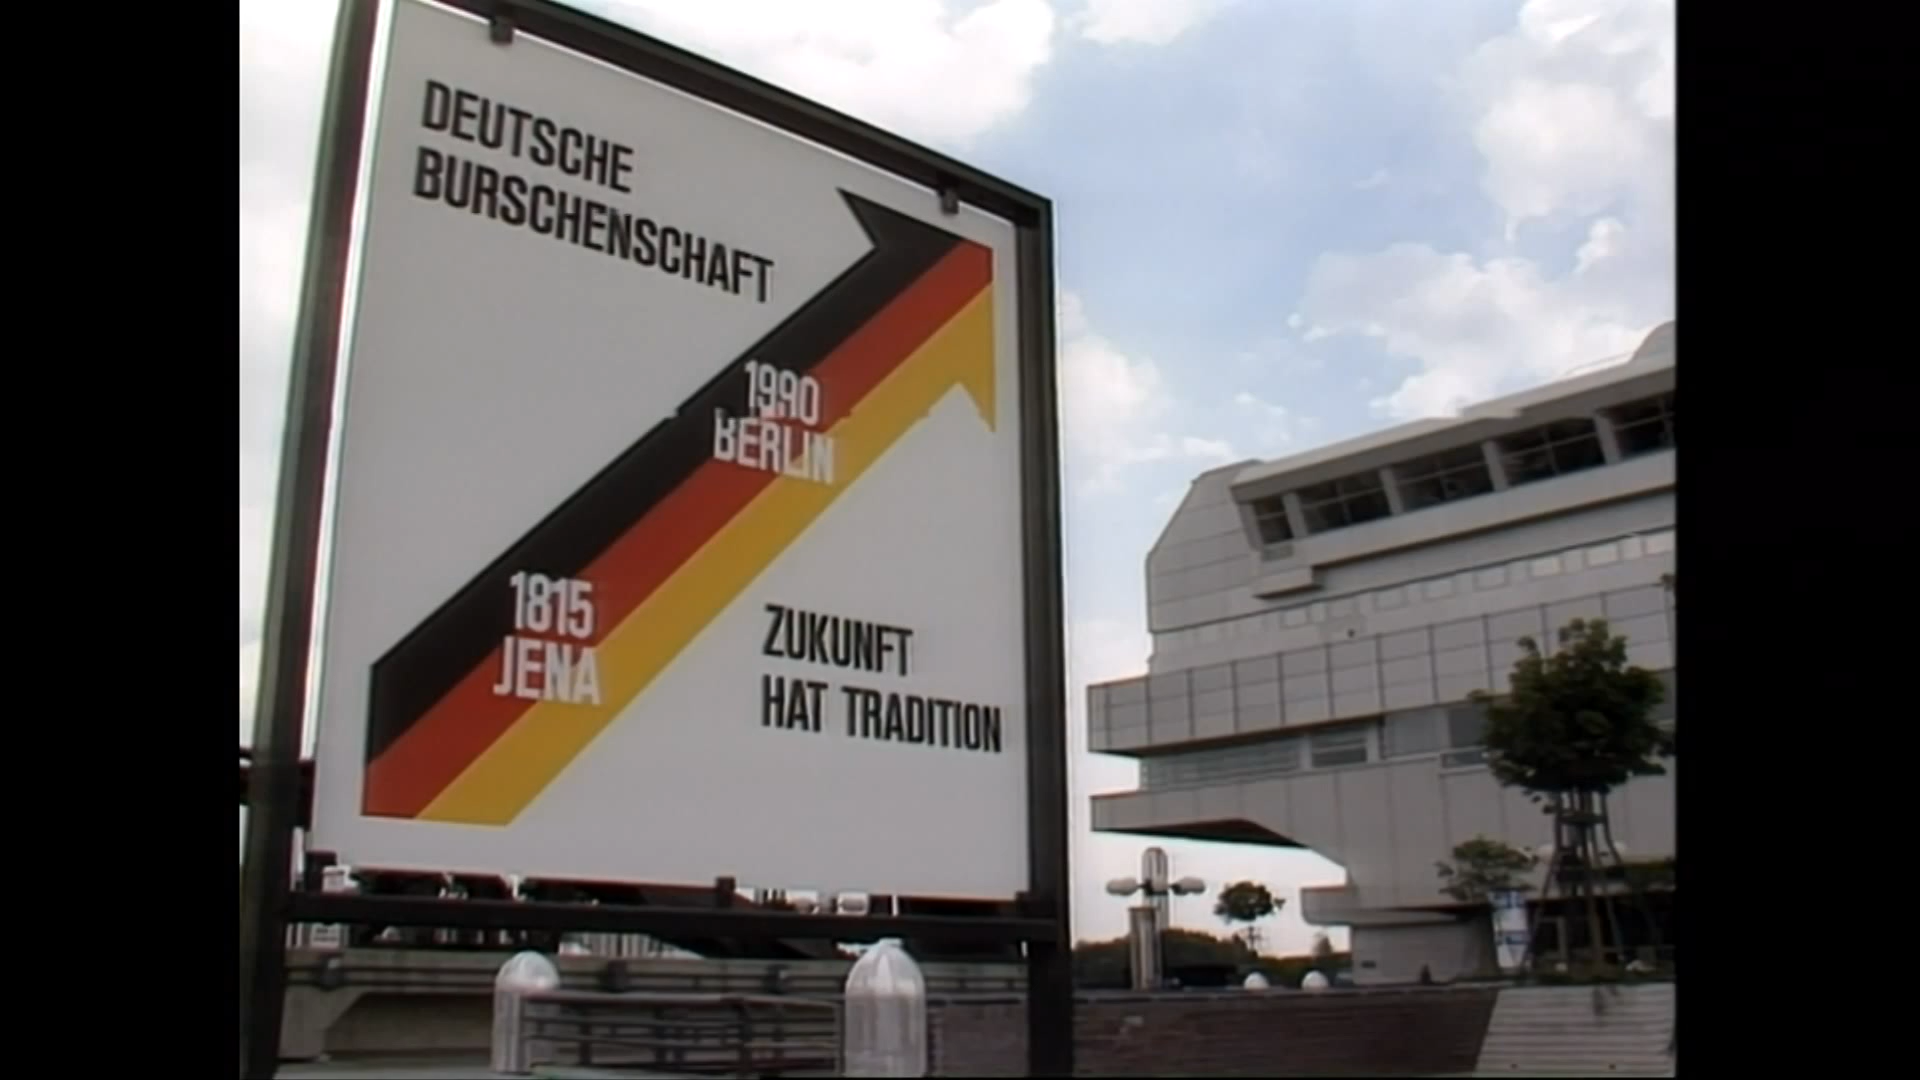 DEUTSCHE
BURSCHENSCHAFT
1990
BERLIN
1815
JENA
ZUKUNFT
HAT TRADITION